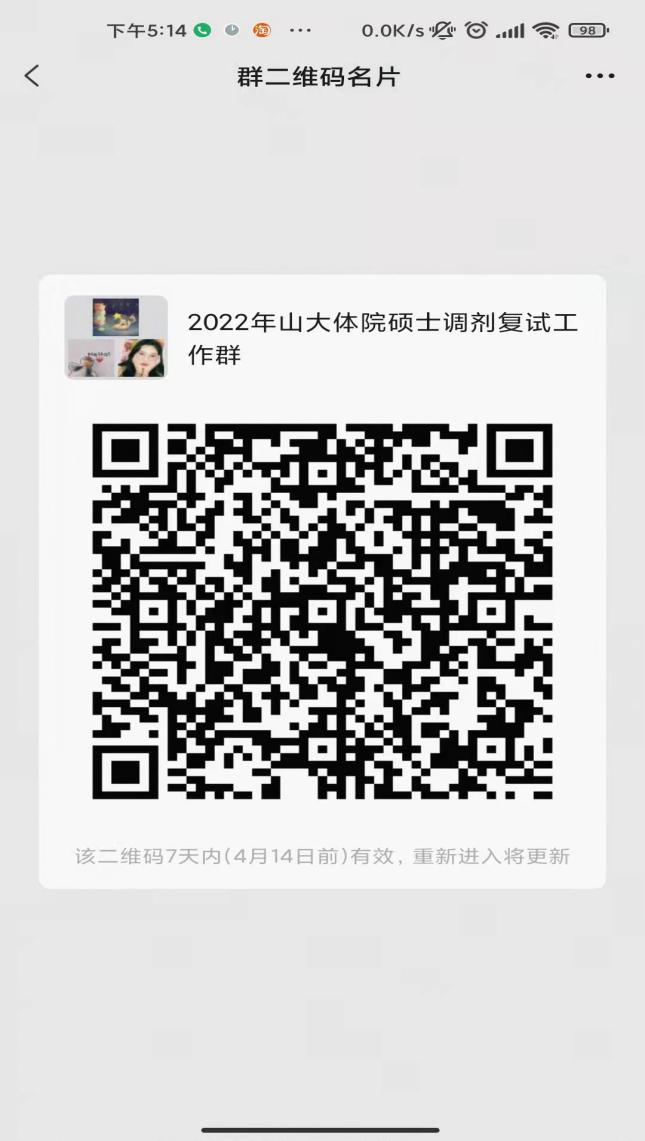 下午5:14 淘 ··· 0.0K/s 98
群二维码名片
2022年山大体院硕士调剂复试工
作群
该二维码7天内(4月14日前)有效，重新进入将更新